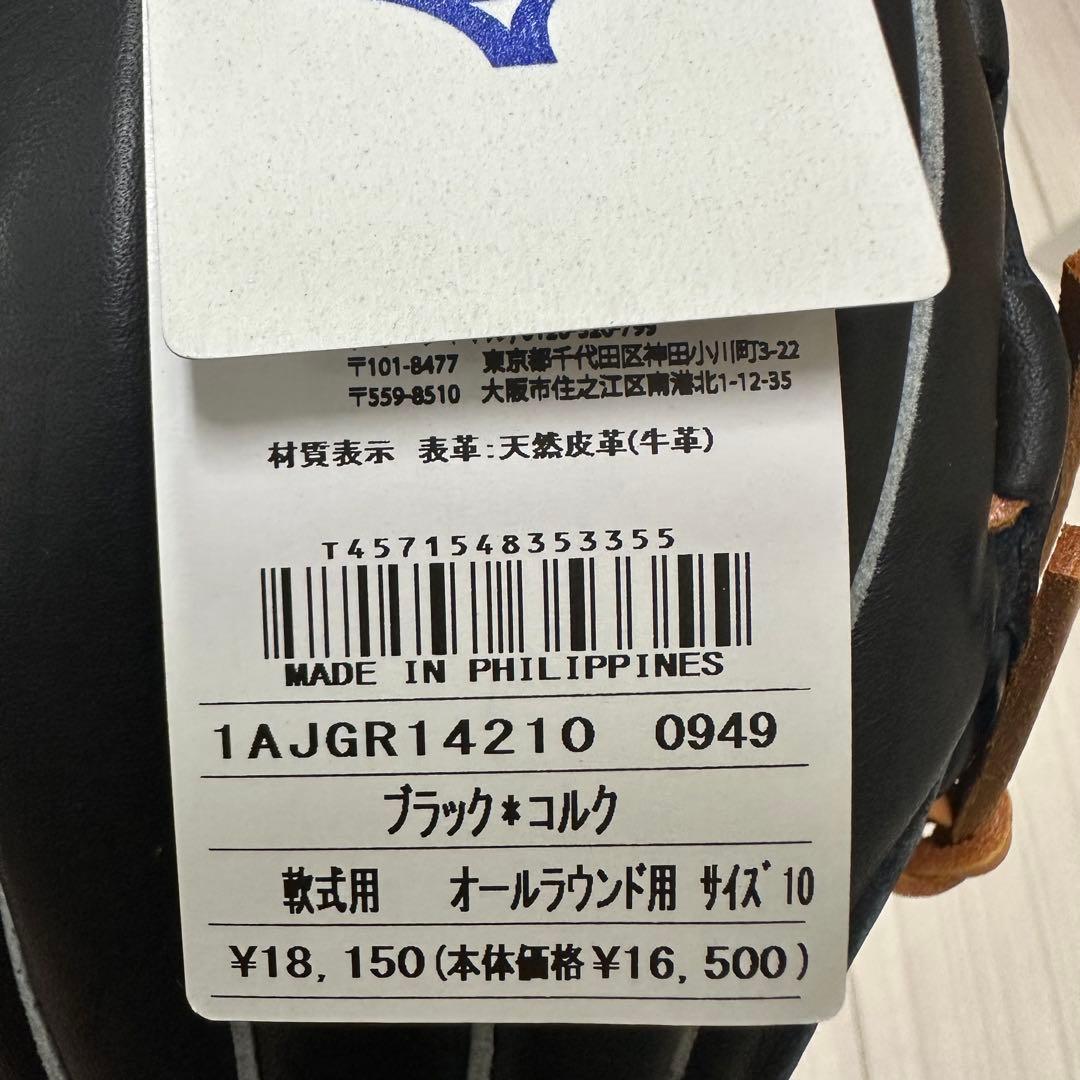 〒101-8477 東京都千代田区神田小川町3-22
〒559-8510 大阪市住之江区南港北1-12-35
材質表示 表革:天然皮革(牛革)
T4571548353355
MADE IN PHILIPPINES
1AJGR14210 0949
ブラック*コルク
軟式用 オールラウンド用 サイズ10
¥18,150(本体価格¥16,500)